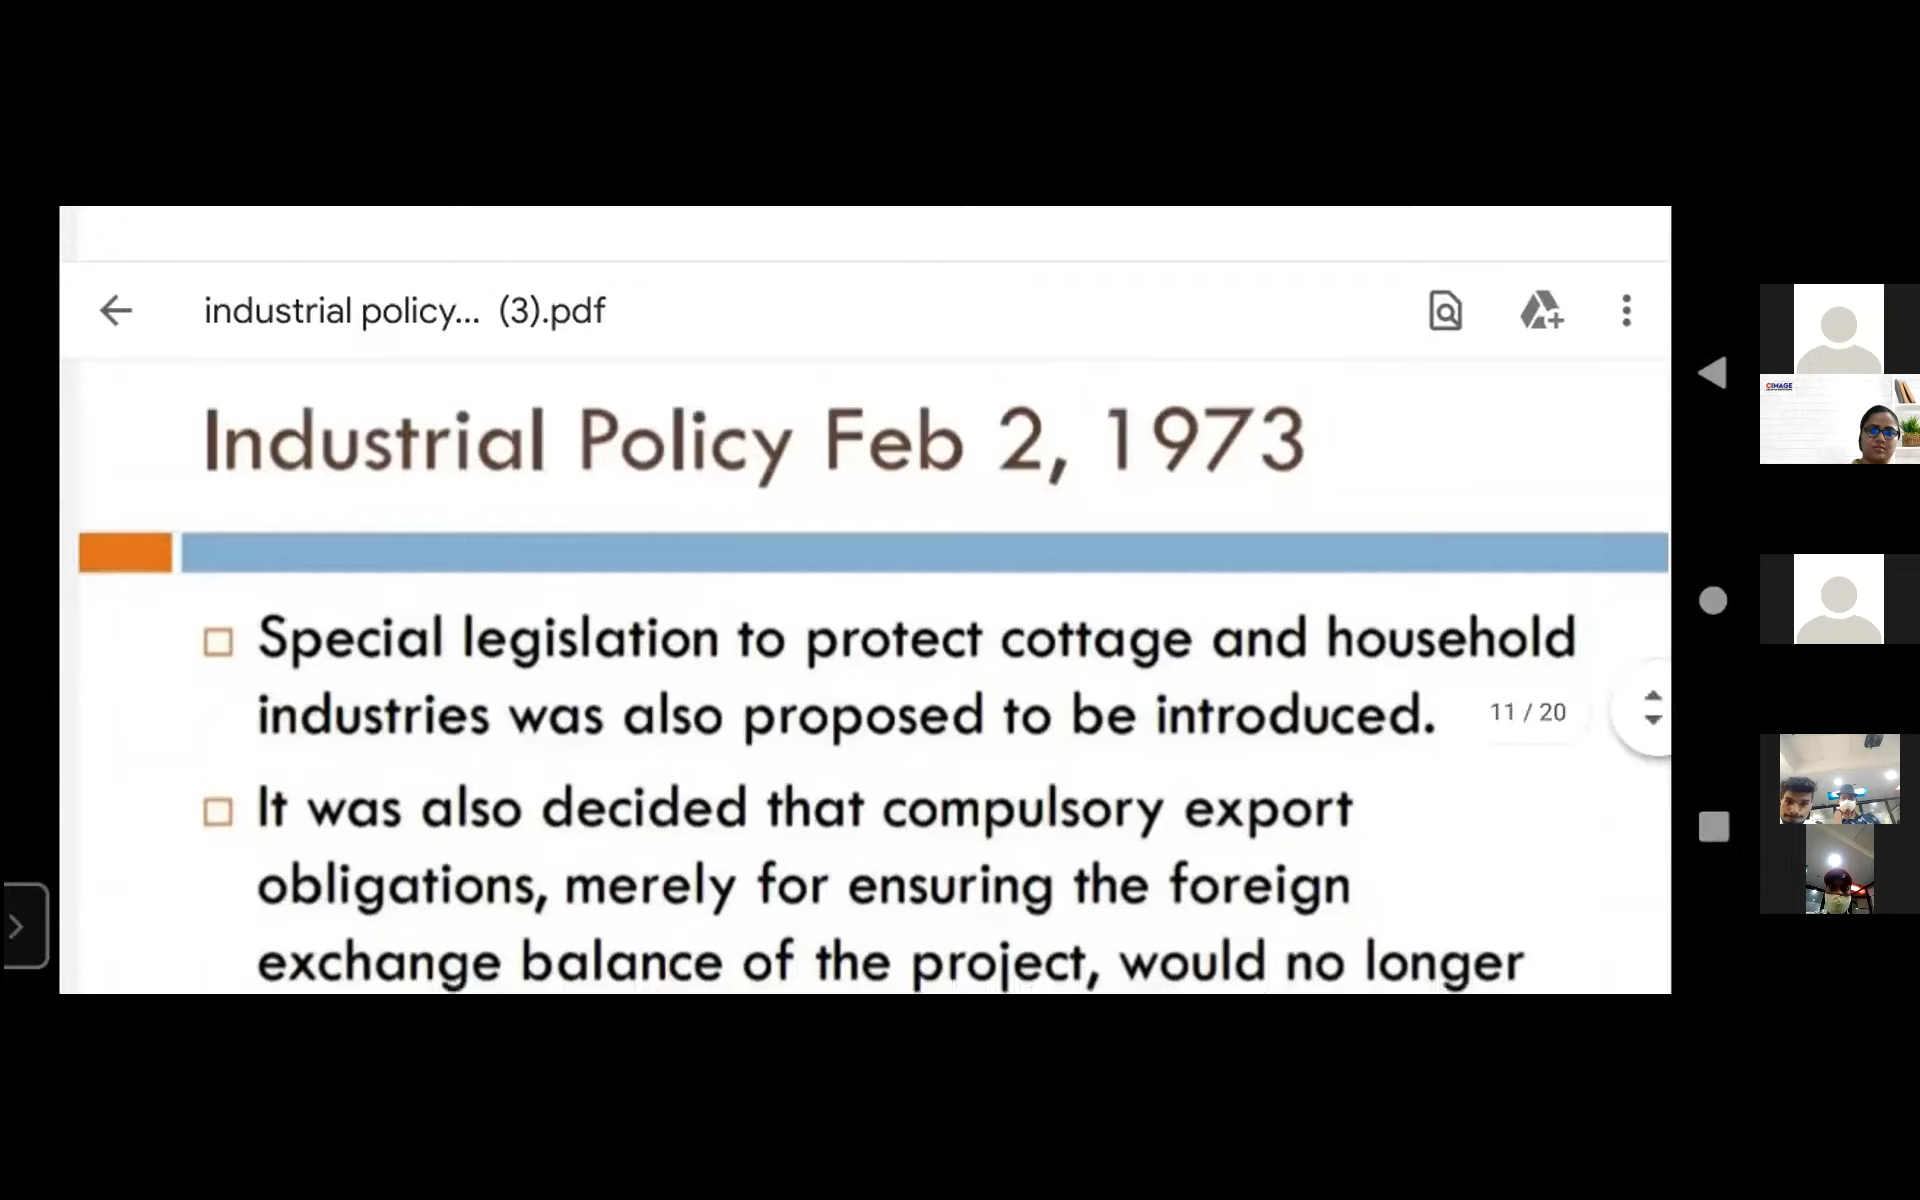 industrial policy... (3).pdf
Industrial Policy Feb 2, 1973
Special legislation to protect cottage and household
industries was also proposed to be introduced.
11 / 20
It was also decided that compulsory export
obligations, merely for ensuring the foreign
exchange balance of the project, would no longer
CIMAGE